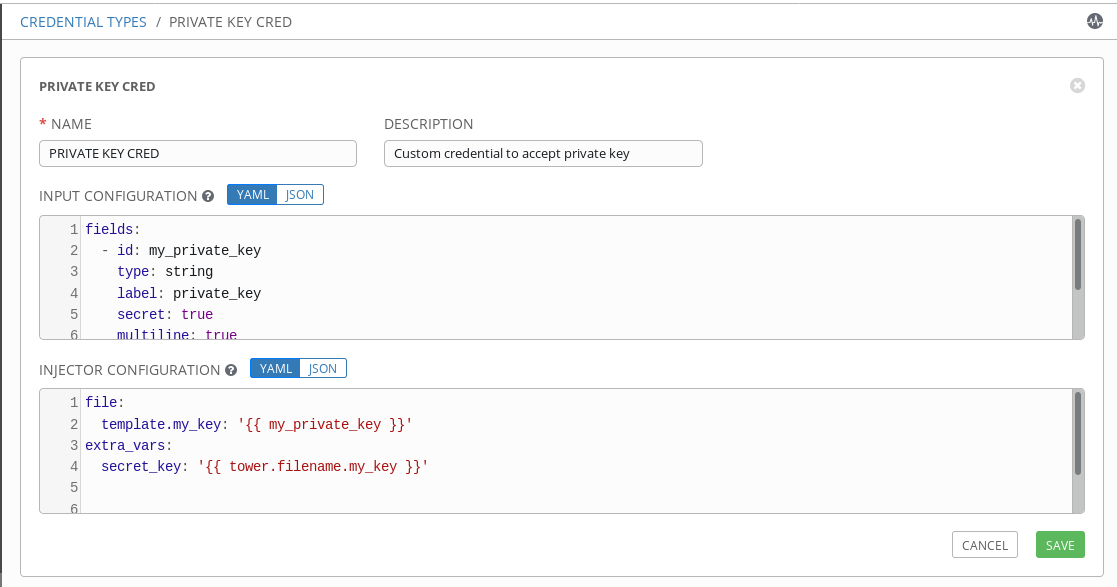 CREDENTIAL TYPES / PRIVATE KEY CRED
PRIVATE KEY CRED
* NAME
DESCRIPTION
PRIVATE KEY CRED
Custom credential to accept private key
INPUT CONFIGURATION ? YAML JSON
1 fields:
2 - id: my_private_key
3 type: string
4 label: private_key
5 secret: true
6 multiline: true
INJECTOR CONFIGURATION ? YAML JSON
1 file:
2 template.my_key: '{{ my_private_key }}'
3 extra_vars:
4 secret_key: '{{ tower.filename.my_key }}'
5
6
CANCEL SAVE